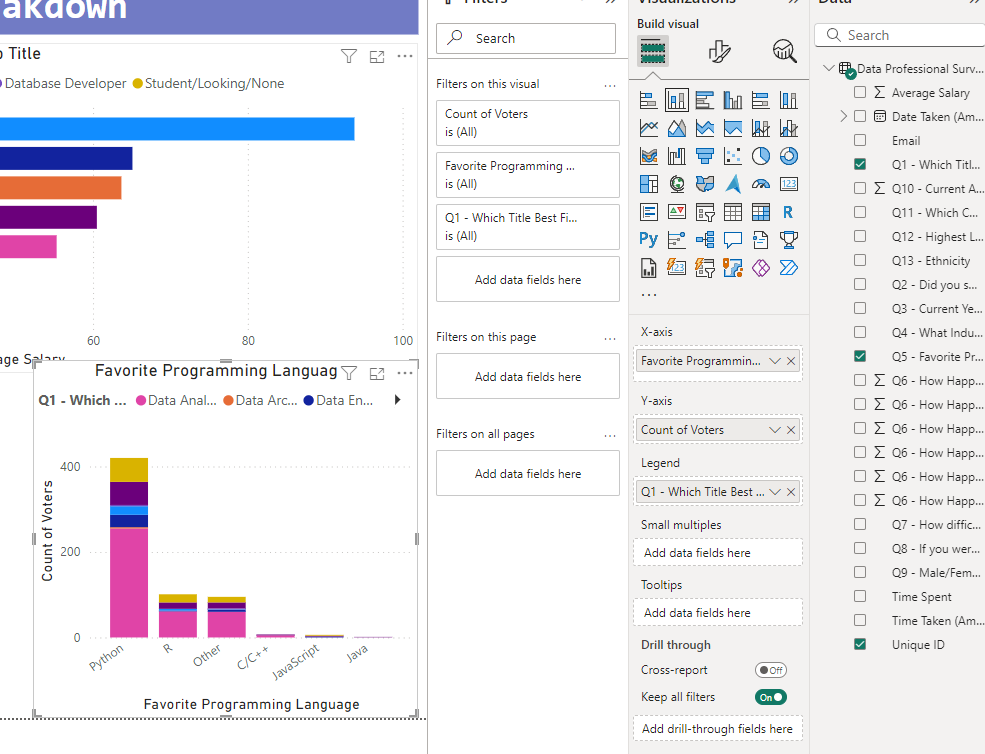 akdown
Filters
Visualizations
Data
Build visual
Search
Search
Title
Database Developer
Student/Looking/None
60
80
100
age Salary
Filters on this visual
...
Count of Voters
is (All)
Favorite Programming ...
is (All)
Q1 - Which Title Best Fi...
is (All)
Add data fields here
Filters on this page
...
Add data fields here
Filters on all pages
...
Add data fields here
Favorite Programming Languag
Q1 - Which ...
Data Anal...
Data Arc...
Data En...
400
200
0
Count of Voters
Python
R
Other
C/C++
JavaScript
Java
Favorite Programming Language
123
R
Py
123
...
X-axis
Favorite Programmin...
Y-axis
Count of Voters
Legend
Q1 - Which Title Best ...
Small multiples
Add data fields here
Tooltips
Add data fields here
Drill through
Cross-report
Off
Keep all filters
On
Add drill-through fields here
Data Professional Surv...
Average Salary
Date Taken (Am...
Email
Q1 - Which Titl...
Q10 - Current A...
Q11 - Which C...
Q12 - Highest L...
Q13 - Ethnicity
Q2 - Did you s...
Q3 - Current Ye...
Q4 - What Indu...
Q5 - Favorite Pr...
Q6 - How Happ...
Q6 - How Happ...
Q6 - How Happ...
Q6 - How Happ...
Q6 - How Happ...
Q6 - How Happ...
Q7 - How diffic...
Q8 - If you wer...
Q9 - Male/Fem...
Time Spent
Time Taken (Am...
Unique ID